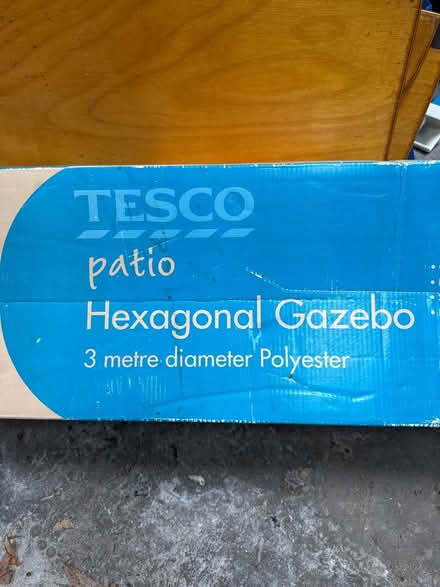 TESCO
patio
Hexagonal Gazebo
3 metre diameter Polyester